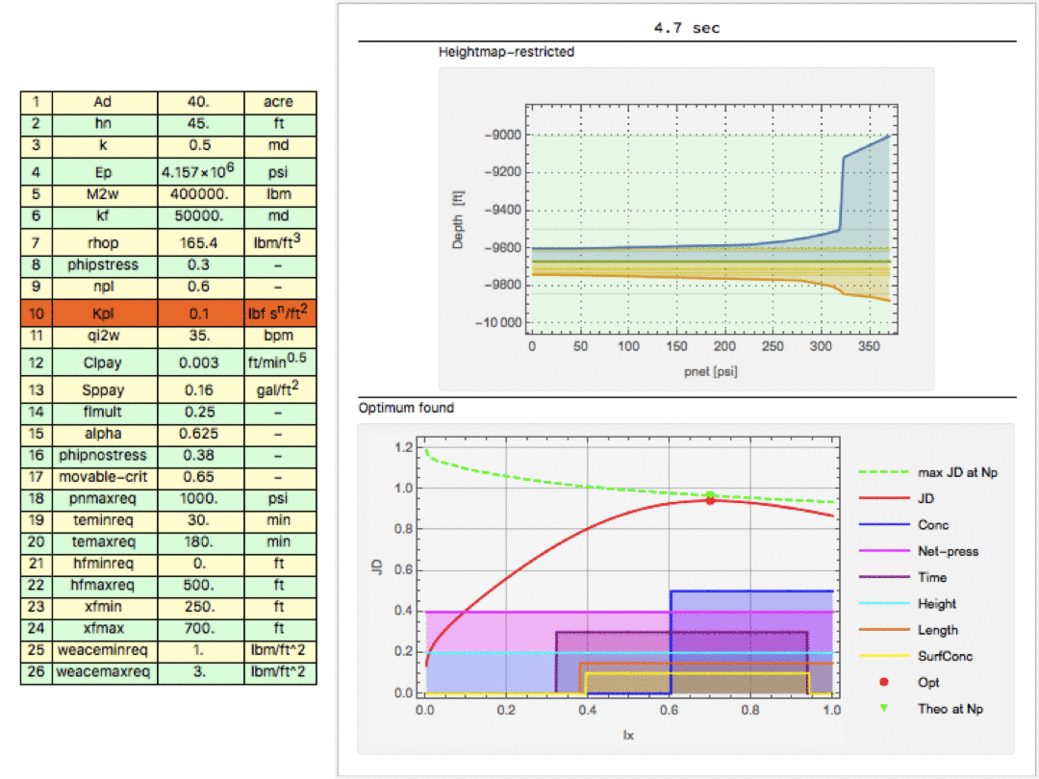 1 Ad 40. acre
2 hn 45. ft
3 k 0.5 md
4 Ep 4.157×10⁶ psi
5 M2w 400000. lbm
6 kf 50000. md
7 rhop 165.4 lbm/ft³
8 phipstress 0.3 –
9 npl 0.6 –
10 Kpl 0.1 lbf sⁿ/ft²
11 qi2w 35. bpm
12 Clpay 0.003 ft/min^0.5
13 Sppay 0.16 gal/ft²
14 flmult 0.25 –
15 alpha 0.625 –
16 phipnostress 0.38 –
17 movable-crit 0.65 –
18 pnmaxreq 1000. psi
19 teminreq 30. min
20 temaxreq 180. min
21 hfminreq 0. ft
22 hfmaxreq 500. ft
23 xfmin 250. ft
24 xfmax 700. ft
25 weaceminreq 1. lbm/ft^2
26 weacemaxreq 3. lbm/ft^2
4.7 sec
Heightmap-restricted
-9000
-9200
-9400
-9600
-9800
-10 000
Depth [ft]
0 50 100 150 200 250 300 350
pnet [psi]
Optimum found
1.2
1.0
0.8
0.6
0.4
0.2
0.0
JD
0.0 0.2 0.4 0.6 0.8 1.0
Ix
max JD at Np
JD
Conc
Net-press
Time
Height
Length
SurfConc
Opt
Theo at Np